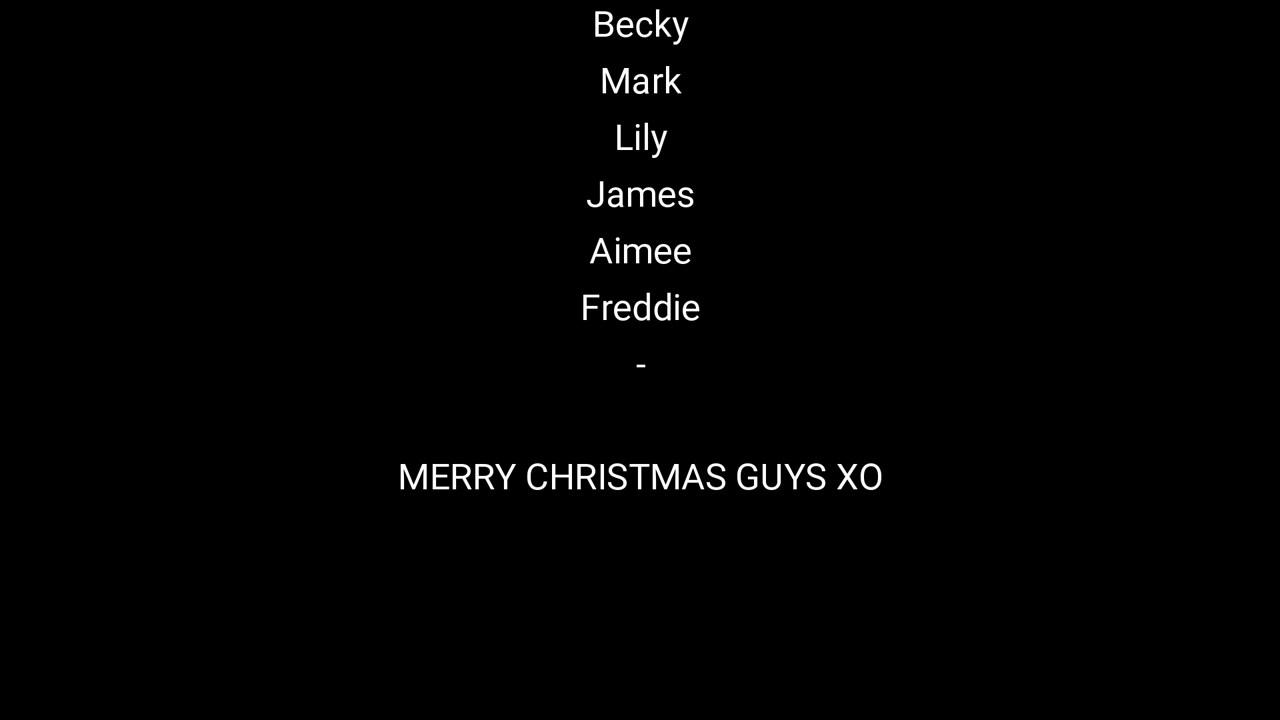 Becky
Mark
Lily
James
Aimee
Freddie
-
MERRY CHRISTMAS GUYS XO